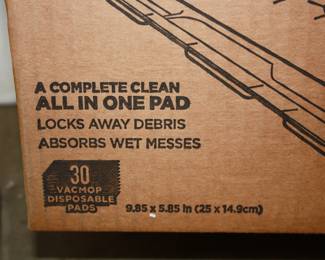 A COMPLETE CLEAN
ALL IN ONE PAD
LOCKS AWAY DEBRIS
ABSORBS WET MESSES
30
VACMOP
DISPOSABLE
PADS
9.85 x 5.85 in (25 x 14.9cm)